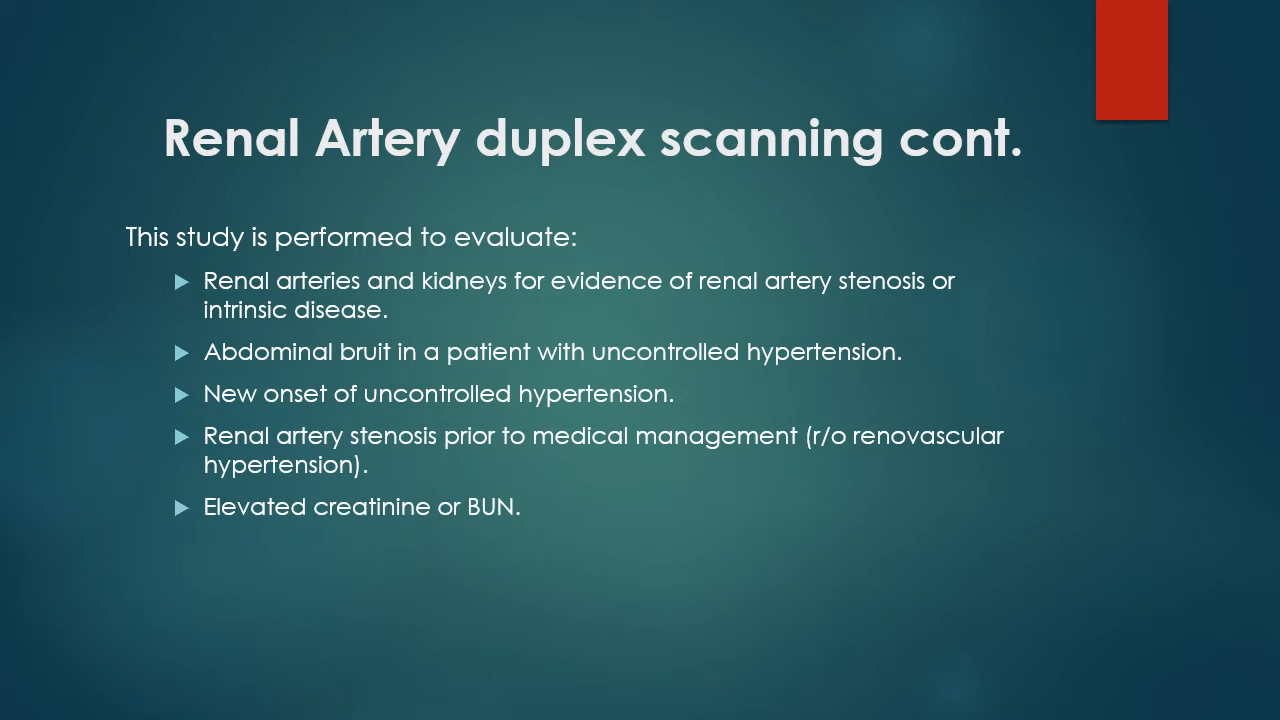 Renal Artery duplex scanning cont.
This study is performed to evaluate:
Renal arteries and kidneys for evidence of renal artery stenosis or
intrinsic disease.
Abdominal bruit in a patient with uncontrolled hypertension.
New onset of uncontrolled hypertension.
Renal artery stenosis prior to medical management (r/o renovascular
hypertension).
Elevated creatinine or BUN.